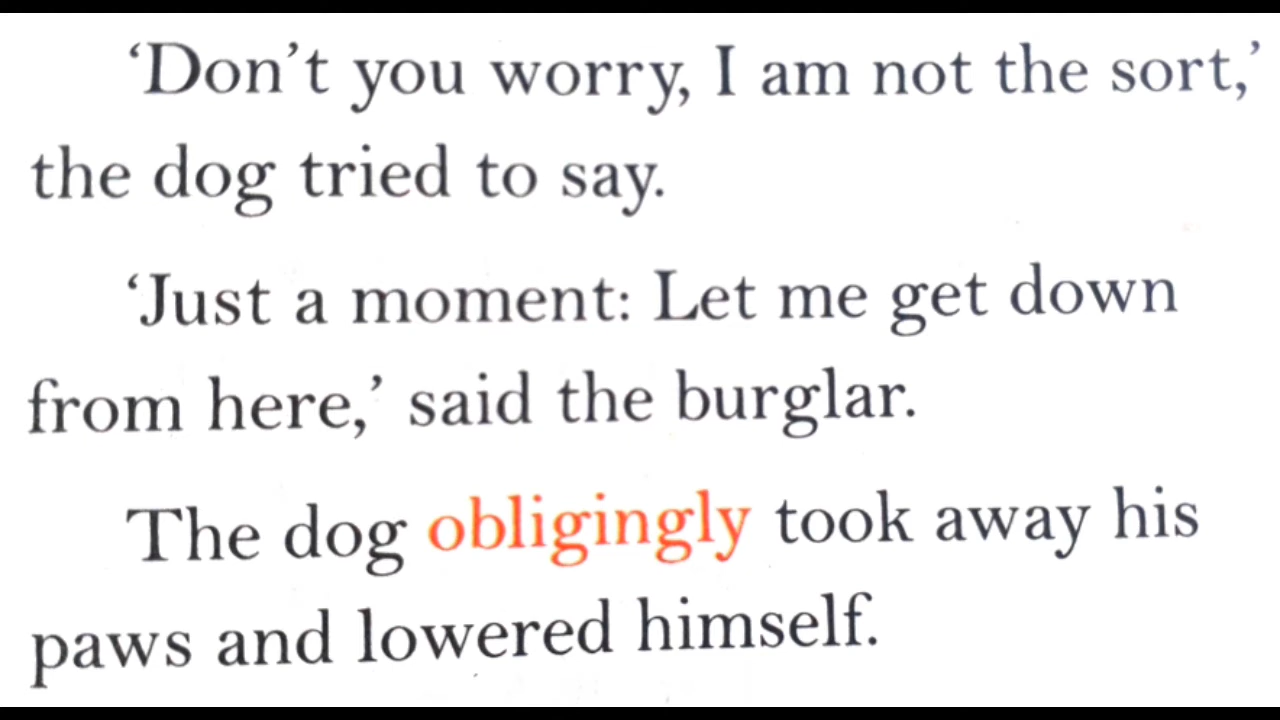 ‘Don’t you worry, I am not the sort,’
the dog tried to say.
‘Just a moment: Let me get down
from here,’ said the burglar.
The dog obligingly took away his
paws and lowered himself.